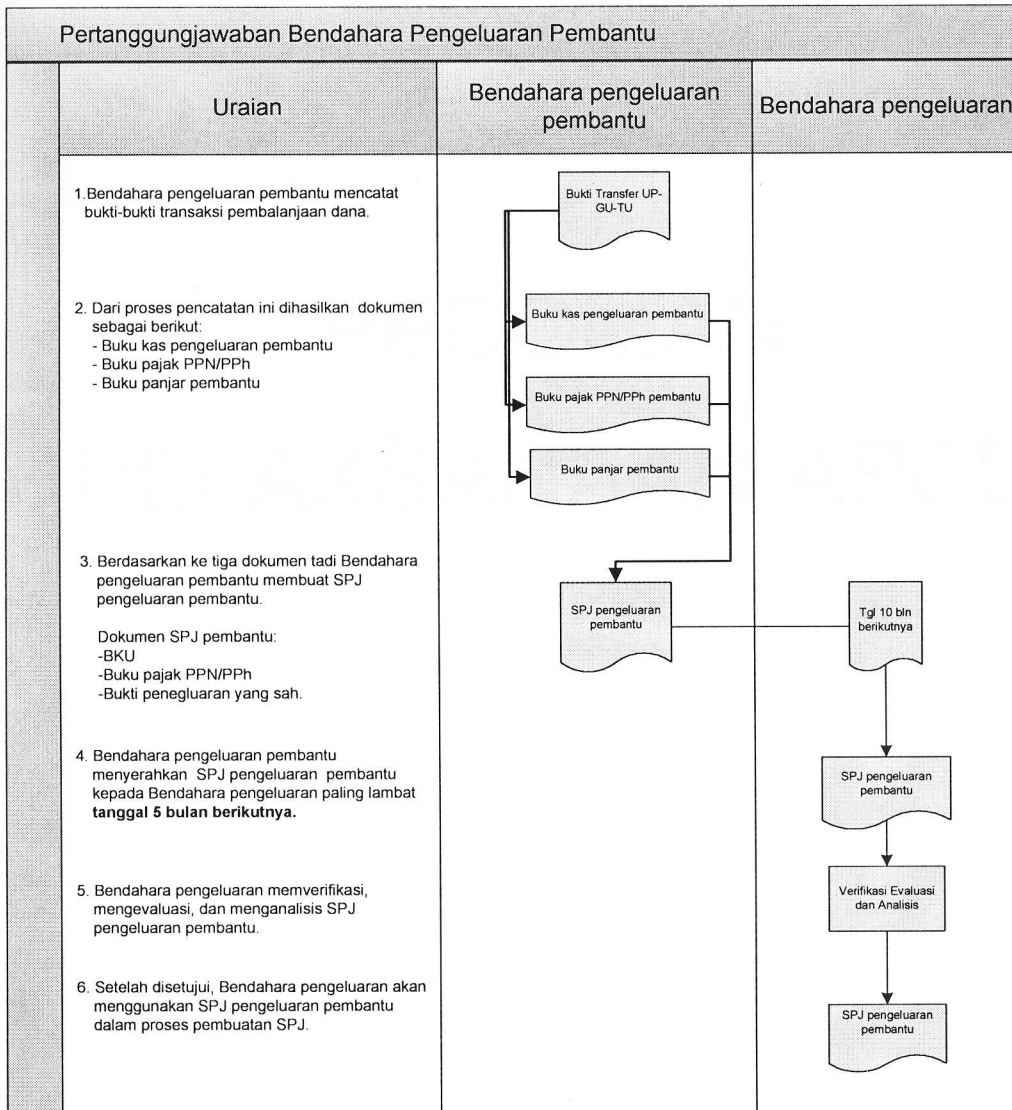 Pertanggungjawaban Bendahara Pengeluaran Pembantu
Uraian
Bendahara pengeluaran
pembantu
Bendahara pengeluaran
1.Bendahara pengeluaran pembantu mencatat
bukti-bukti transaksi pembalanjaan dana.
2. Dari proses pencatatan ini dihasilkan dokumen
sebagai berikut:
- Buku kas pengeluaran pembantu
- Buku pajak PPN/PPh
- Buku panjar pembantu
3. Berdasarkan ke tiga dokumen tadi Bendahara
pengeluaran pembantu membuat SPJ
pengeluaran pembantu.
Dokumen SPJ pembantu:
-BKU
-Buku pajak PPN/PPh
-Bukti penegluaran yang sah.
4. Bendahara pengeluaran pembantu
menyerahkan SPJ pengeluaran pembantu
kepada Bendahara pengeluaran paling lambat
tanggal 5 bulan berikutnya.
5. Bendahara pengeluaran memverifikasi,
mengevaluasi, dan menganalisis SPJ
pengeluaran pembantu.
6. Setelah disetujui, Bendahara pengeluaran akan
menggunakan SPJ pengeluaran pembantu
dalam proses pembuatan SPJ.
Bukti Transfer UP-
GU-TU
Buku kas pengeluaran pembantu
Buku pajak PPN/PPh pembantu
Buku panjar pembantu
SPJ pengeluaran
pembantu
Tgl 10 bln
berikutnya
SPJ pengeluaran
pembantu
Verifikasi Evaluasi
dan Analisis
SPJ pengeluaran
pembantu